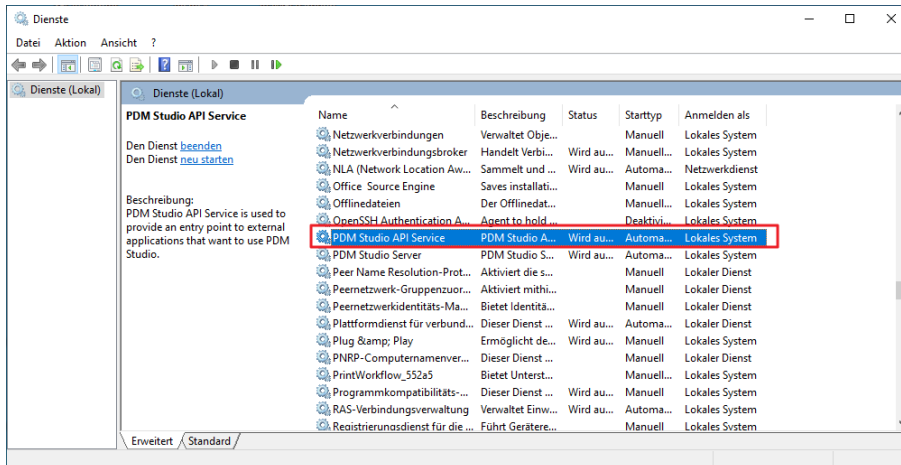 Dienste
Datei Aktion Ansicht ?
Dienste (Lokal)
Dienste (Lokal)
PDM Studio API Service
Den Dienst beenden
Den Dienst neu starten
Beschreibung:
PDM Studio API Service is used to
provide an entry point to external
applications that want to use PDM
Studio.
Name Beschreibung Status Starttyp Anmelden als
Netzwerkverbindungen Verwaltet Obje... Manuell Lokales System
Netzwerkverbindungsbroker Handelt Verbi... Wird au... Manuell... Lokales System
NLA (Network Location Aw... Sammelt und ... Wird au... Automa... Netzwerkdienst
Office Source Engine Saves installati... Manuell Lokales System
Offlinedateien Der Offlinedat... Manuell Lokales System
OpenSSH Authentication A... Agent to hold ... Deaktivi... Lokales System
PDM Studio API Service PDM Studio A... Wird au... Automa... Lokales System
PDM Studio Server PDM Studio S... Wird au... Automa... Lokales System
Peer Name Resolution-Prot... Aktiviert die s... Manuell Lokaler Dienst
Peernetzwerk-Gruppenzuor... Aktiviert mithi... Manuell Lokaler Dienst
Peernetzwerkidentitäts-Ma... Bietet Identitä... Manuell Lokaler Dienst
Plattformdienst für verbund... Dieser Dienst ... Wird au... Automa... Lokaler Dienst
Plug &amp; Play Ermöglicht de... Wird au... Manuell Lokales System
PNRP-Computernamenver... Dieser Dienst ... Manuell Lokaler Dienst
PrintWorkflow_552a5 Bietet Unterst... Manuell... Lokales System
Programmkompatibilitäts-... Dieser Dienst ... Wird au... Manuell Lokales System
RAS-Verbindungsverwaltung Verwaltet Einw... Wird au... Automa... Lokales System
Registrierungsdienst für die ... Führt Gerätere... Manuell Lokales System
Erweitert Standard